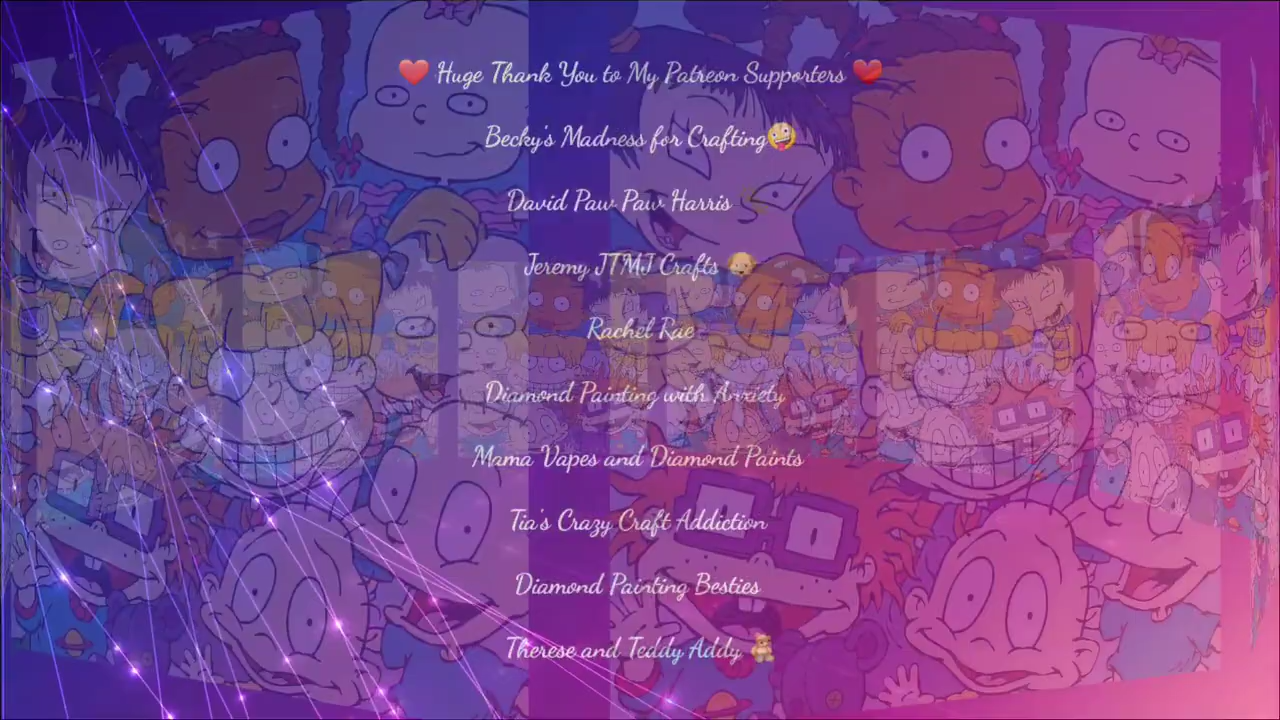 ❤️ Huge Thank You to My Patreon Supporters ❤️
Becky's Madness for Crafting🤪
David Paw Paw Harris
Jeremy JTMJ Crafts
Rachel Rae
Diamond Painting with Anxiety
Mama Vapes and Diamond Paints
Tia's Crazy Craft Addiction
Diamond Painting Besties
Therese and Teddy Addy 🧸